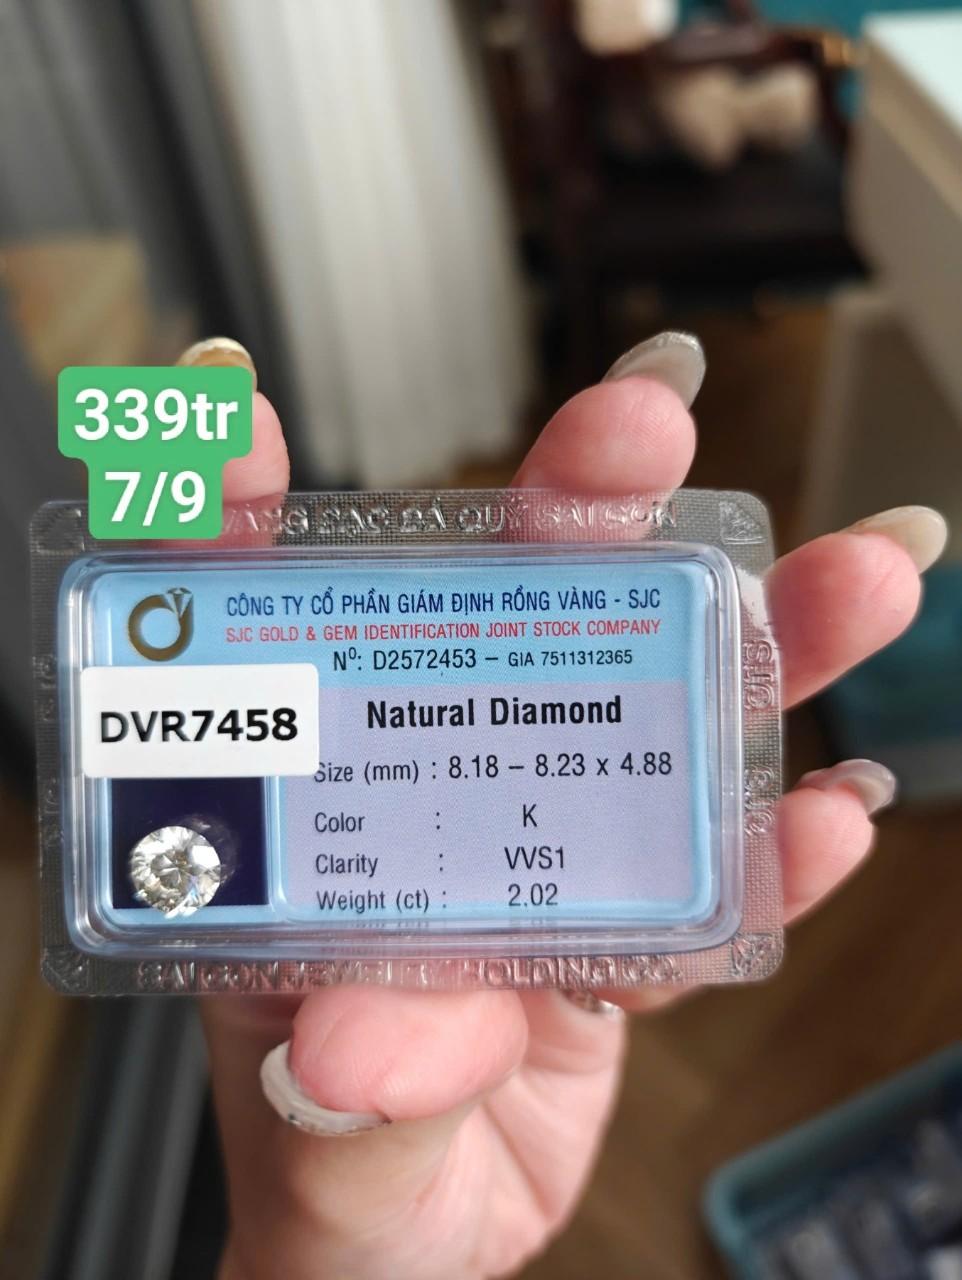 339tr
7/9
VÀNG BẠC ĐÁ QUÝ SÀI GÒN
CÔNG TY CỔ PHẦN GIÁM ĐỊNH RỒNG VÀNG - SJC
SJC GOLD & GEM IDENTIFICATION JOINT STOCK COMPANY
Nº: D2572453 – GIA 7511312365
DVR7458
Natural Diamond
Size (mm) : 8.18 – 8.23 x 4.88
Color : K
Clarity : VVS1
Weight (ct) : 2.02
SAIGON JEWELRY HOLDING CO.